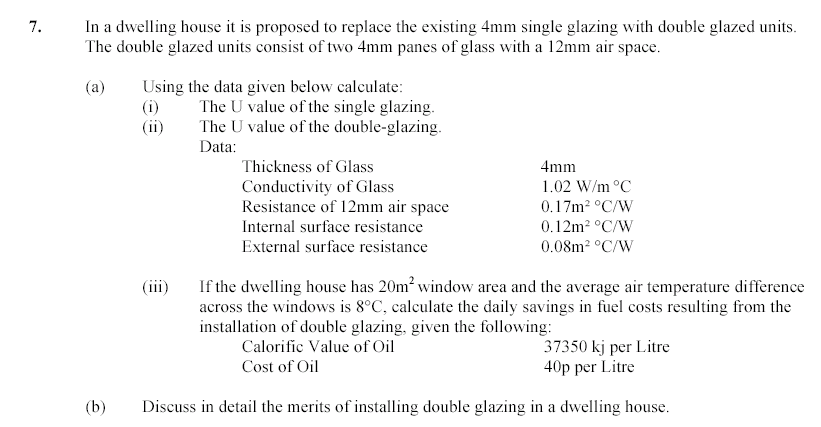 7. In a dwelling house it is proposed to replace the existing 4mm single glazing with double glazed units.
The double glazed units consist of two 4mm panes of glass with a 12mm air space.
(a) Using the data given below calculate:
(i) The U value of the single glazing.
(ii) The U value of the double-glazing.
Data:
Thickness of Glass 4mm
Conductivity of Glass 1.02 W/m °C
Resistance of 12mm air space 0.17m² °C/W
Internal surface resistance 0.12m² °C/W
External surface resistance 0.08m² °C/W
(iii) If the dwelling house has 20m² window area and the average air temperature difference
across the windows is 8°C, calculate the daily savings in fuel costs resulting from the
installation of double glazing, given the following:
Calorific Value of Oil 37350 kj per Litre
Cost of Oil 40p per Litre
(b) Discuss in detail the merits of installing double glazing in a dwelling house.